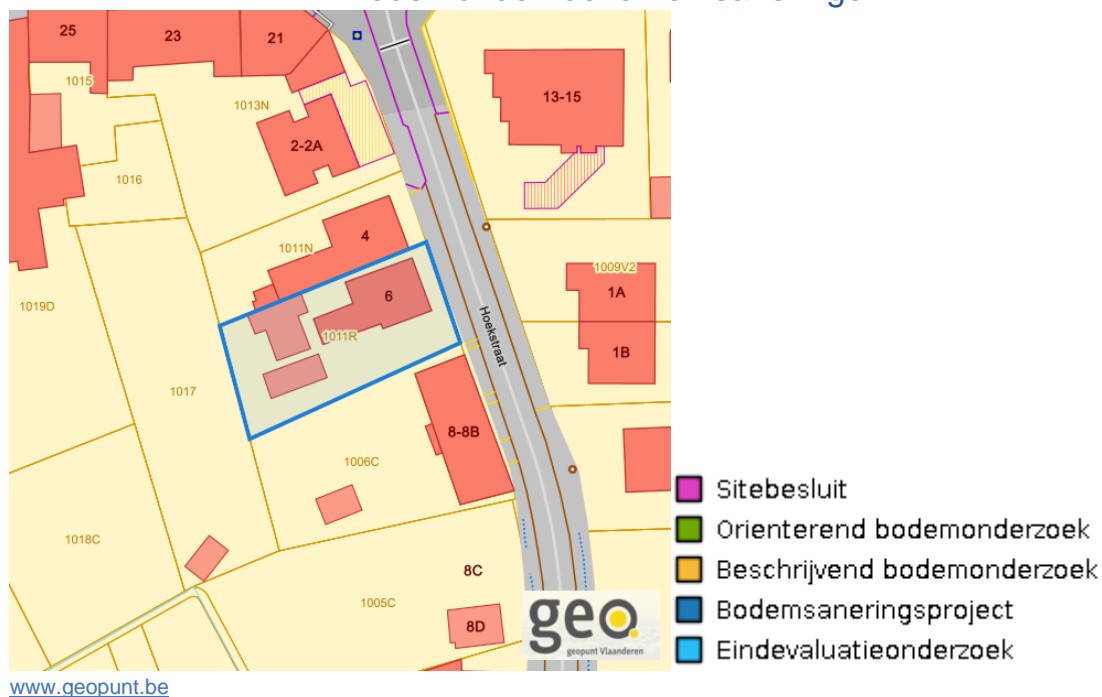 25
23
21
1015
1013N
13-15
2-2A
1016
4
1011N
1009V2
6
1A
1019D
Hoekstraat
1011R
1B
1017
8-8B
1006C
1018C
8C
1005C
8D
geo.
geopunt Vlaanderen
Sitebesluit
Orienterend bodemonderzoek
Beschrijvend bodemonderzoek
Bodemsaneringsproject
Eindevaluatieonderzoek
www.geopunt.be